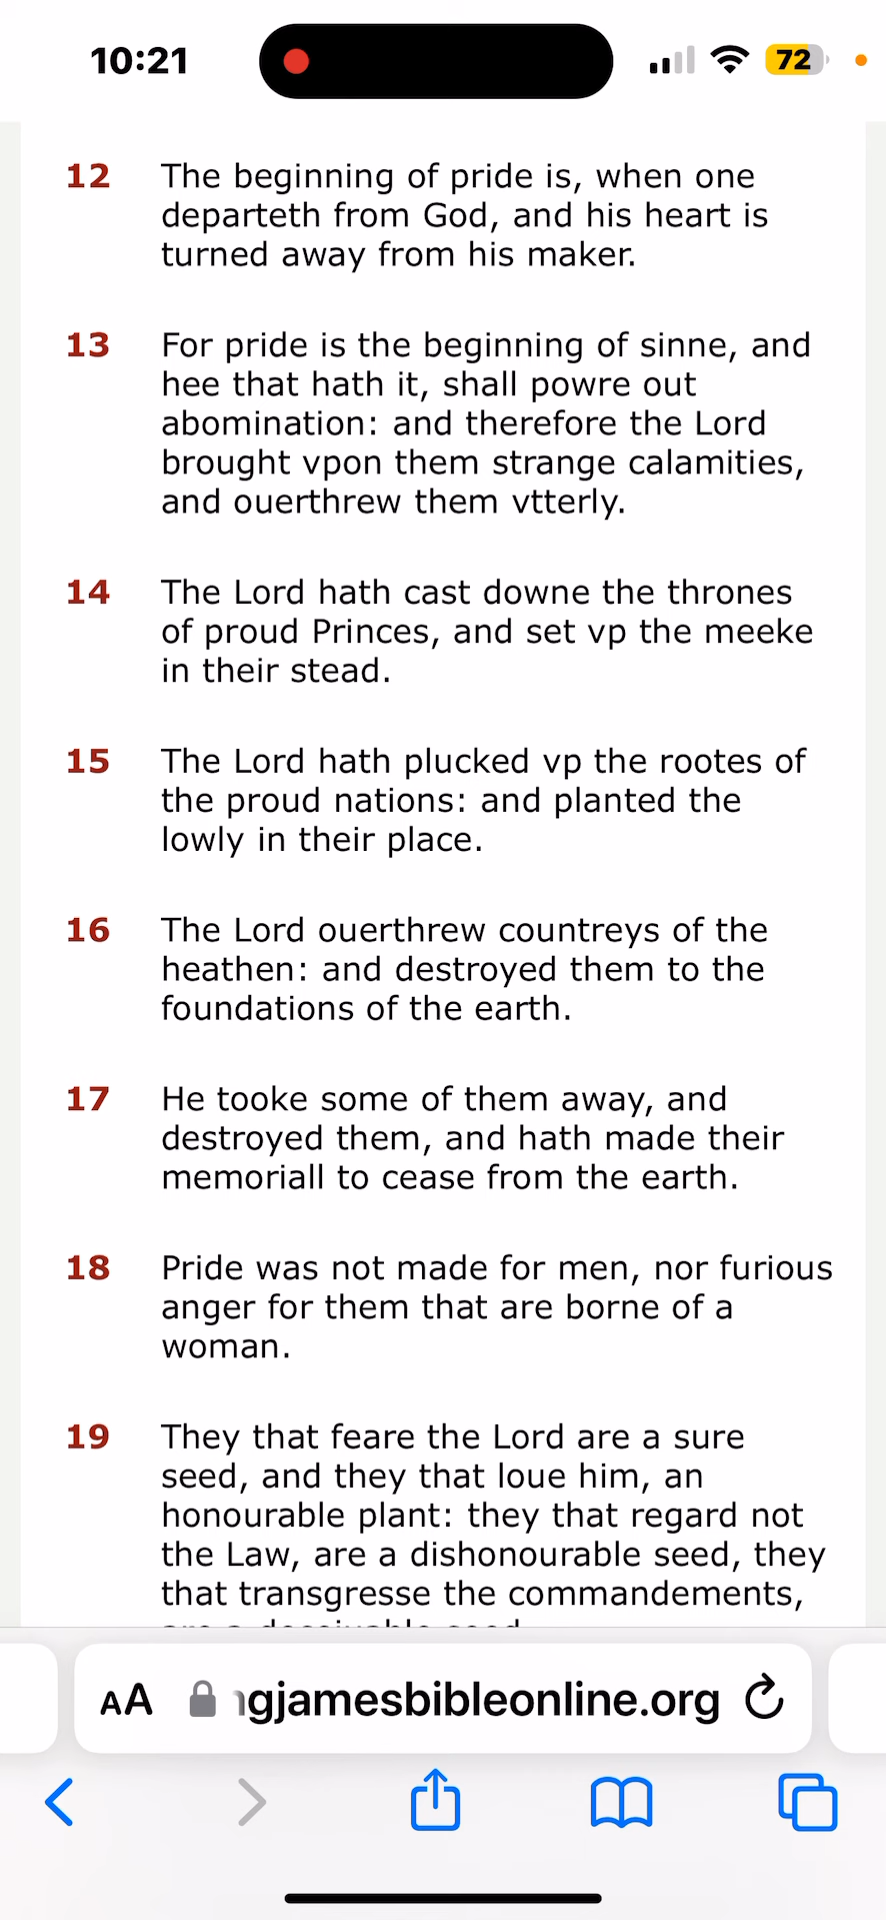 10:21
72
12 The beginning of pride is, when one
departeth from God, and his heart is
turned away from his maker.
13 For pride is the beginning of sinne, and
hee that hath it, shall powre out
abomination: and therefore the Lord
brought vpon them strange calamities,
and ouerthrew them vtterly.
14 The Lord hath cast downe the thrones
of proud Princes, and set vp the meeke
in their stead.
15 The Lord hath plucked vp the rootes of
the proud nations: and planted the
lowly in their place.
16 The Lord ouerthrew countreys of the
heathen: and destroyed them to the
foundations of the earth.
17 He tooke some of them away, and
destroyed them, and hath made their
memoriall to cease from the earth.
18 Pride was not made for men, nor furious
anger for them that are borne of a
woman.
19 They that feare the Lord are a sure
seed, and they that loue him, an
honourable plant: they that regard not
the Law, are a dishonourable seed, they
that transgresse the commandements,
AA gjamesbibleonline.org